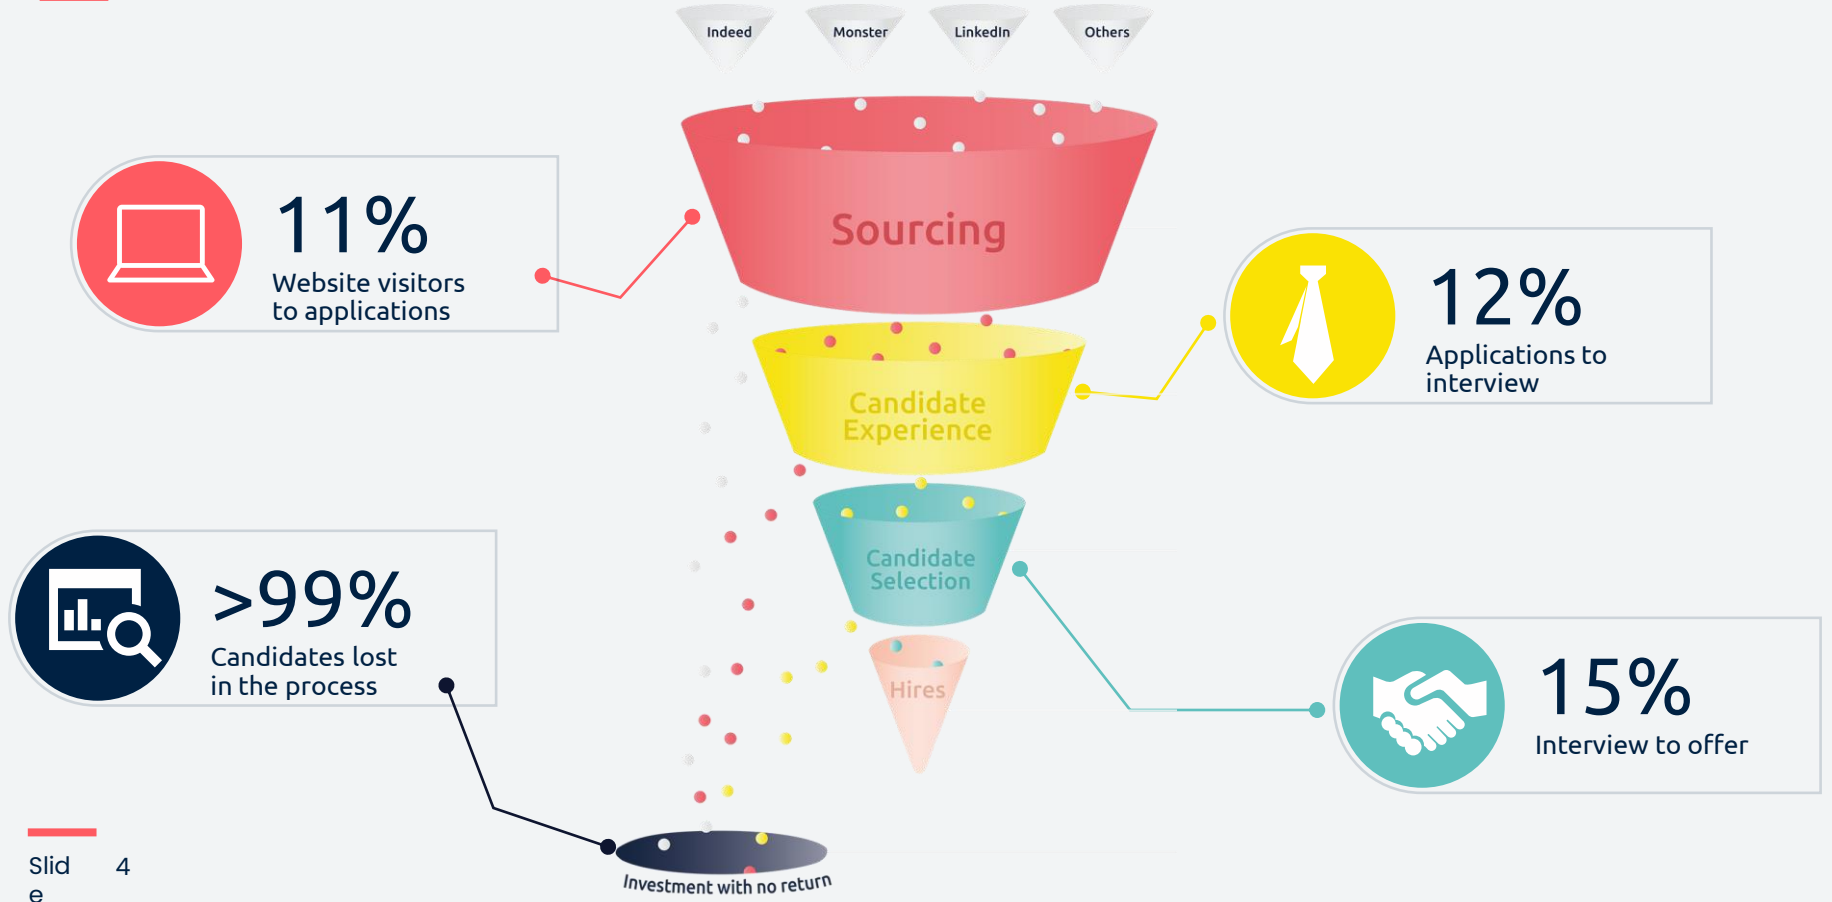 Indeed
Monster
LinkedIn
Others
Sourcing
11%
Website visitors
to applications
12%
Applications to
interview
Candidate
Experience
Candidate
Selection
>99%
Candidates lost
in the process
Hires
15%
Interview to offer
Investment with no return
Slid 4
e